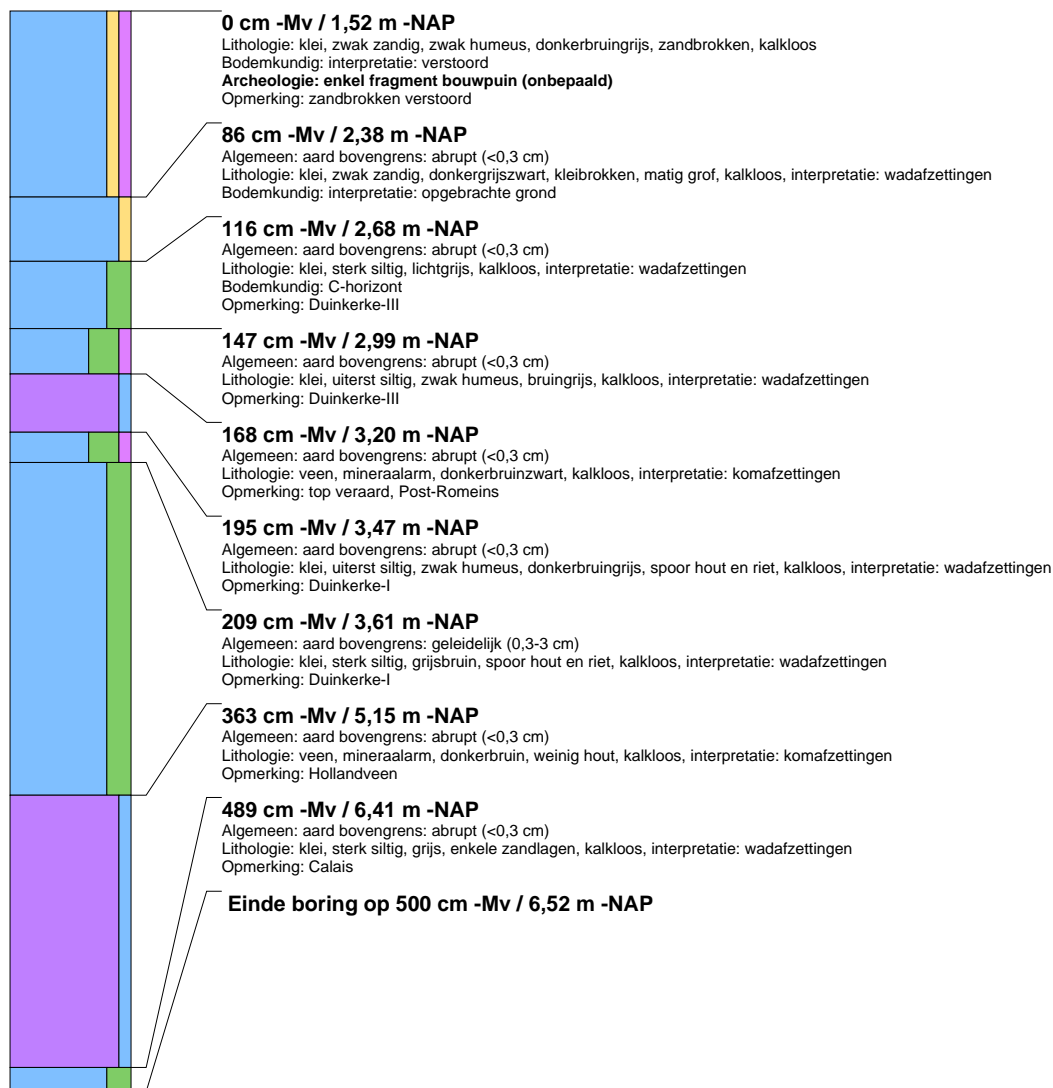 0 cm -Mv / 1,52 m -NAP
Lithologie: klei, zwak zandig, zwak humeus, donkerbruingrijs, zandbrokken, kalkloos
Bodemkundig: interpretatie: verstoord
Archeologie: enkel fragment bouwpuin (onbepaald)
Opmerking: zandbrokken verstoord
86 cm -Mv / 2,38 m -NAP
Algemeen: aard bovengrens: abrupt (<0,3 cm)
Lithologie: klei, zwak zandig, donkergrijszwart, kleibrokken, matig grof, kalkloos, interpretatie: wadafzettingen
Bodemkundig: interpretatie: opgebrachte grond
116 cm -Mv / 2,68 m -NAP
Algemeen: aard bovengrens: abrupt (<0,3 cm)
Lithologie: klei, sterk siltig, lichtgrijs, kalkloos, interpretatie: wadafzettingen
Bodemkundig: C-horizont
Opmerking: Duinkerke-III
147 cm -Mv / 2,99 m -NAP
Algemeen: aard bovengrens: abrupt (<0,3 cm)
Lithologie: klei, uiterst siltig, zwak humeus, bruingrijs, kalkloos, interpretatie: wadafzettingen
Opmerking: Duinkerke-III
168 cm -Mv / 3,20 m -NAP
Algemeen: aard bovengrens: abrupt (<0,3 cm)
Lithologie: veen, mineraalarm, donkerbruinzwart, kalkloos, interpretatie: komafzettingen
Opmerking: top veraard, Post-Romeins
195 cm -Mv / 3,47 m -NAP
Algemeen: aard bovengrens: abrupt (<0,3 cm)
Lithologie: klei, uiterst siltig, zwak humeus, donkerbruingrijs, spoor hout en riet, kalkloos, interpretatie: wadafzettingen
Opmerking: Duinkerke-I
209 cm -Mv / 3,61 m -NAP
Algemeen: aard bovengrens: geleidelijk (0,3-3 cm)
Lithologie: klei, sterk siltig, grijsbruin, spoor hout en riet, kalkloos, interpretatie: wadafzettingen
Opmerking: Duinkerke-I
363 cm -Mv / 5,15 m -NAP
Algemeen: aard bovengrens: abrupt (<0,3 cm)
Lithologie: veen, mineraalarm, donkerbruin, weinig hout, kalkloos, interpretatie: komafzettingen
Opmerking: Hollandveen
489 cm -Mv / 6,41 m -NAP
Algemeen: aard bovengrens: abrupt (<0,3 cm)
Lithologie: klei, sterk siltig, grijs, enkele zandlagen, kalkloos, interpretatie: wadafzettingen
Opmerking: Calais
Einde boring op 500 cm -Mv / 6,52 m -NAP